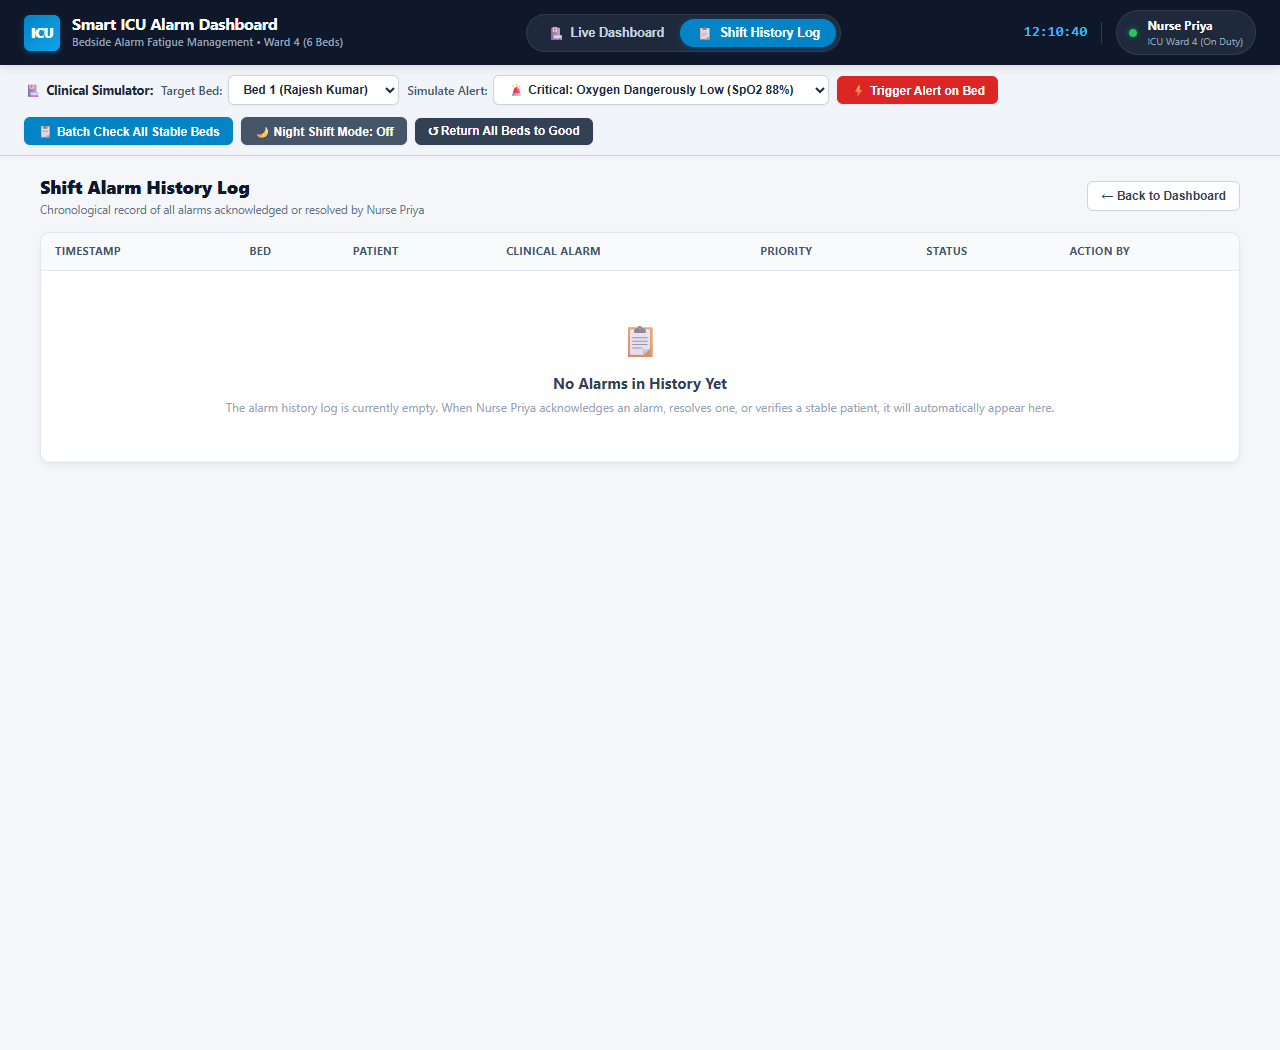 ICU
Smart ICU Alarm Dashboard
Bedside Alarm Fatigue Management • Ward 4 (6 Beds)
Live Dashboard
Shift History Log
12:10:40
Nurse Priya
ICU Ward 4 (On Duty)
Clinical Simulator: Target Bed: Bed 1 (Rajesh Kumar) Simulate Alert: Critical: Oxygen Dangerously Low (SpO2 88%) Trigger Alert on Bed
Batch Check All Stable Beds Night Shift Mode: Off ↺ Return All Beds to Good
Shift Alarm History Log
Chronological record of all alarms acknowledged or resolved by Nurse Priya
← Back to Dashboard
TIMESTAMP BED PATIENT CLINICAL ALARM PRIORITY STATUS ACTION BY
No Alarms in History Yet
The alarm history log is currently empty. When Nurse Priya acknowledges an alarm, resolves one, or verifies a stable patient, it will automatically appear here.